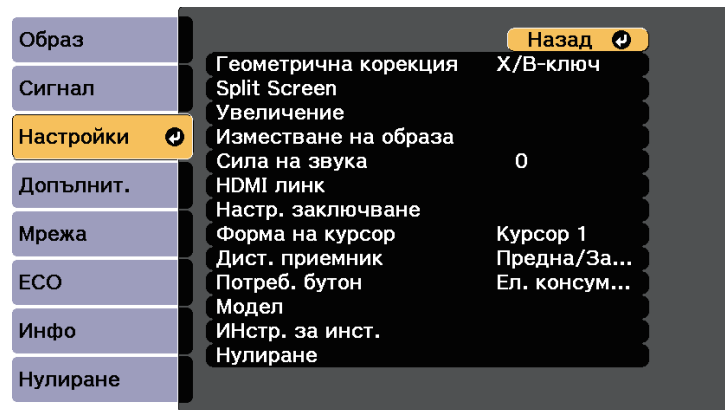 Образ
Сигнал
Настройки
Допълнит.
Мрежа
ECO
Инфо
Нулиране
Назад
Геометрична корекция Х/В-ключ
Split Screen
Увеличение
Изместване на образа
Сила на звука 0
HDMI линк
Настр. заключване
Форма на курсор Курсор 1
Дист. приемник Предна/За...
Потреб. бутон Ел. консум...
Модел
ИНстр. за инст.
Нулиране